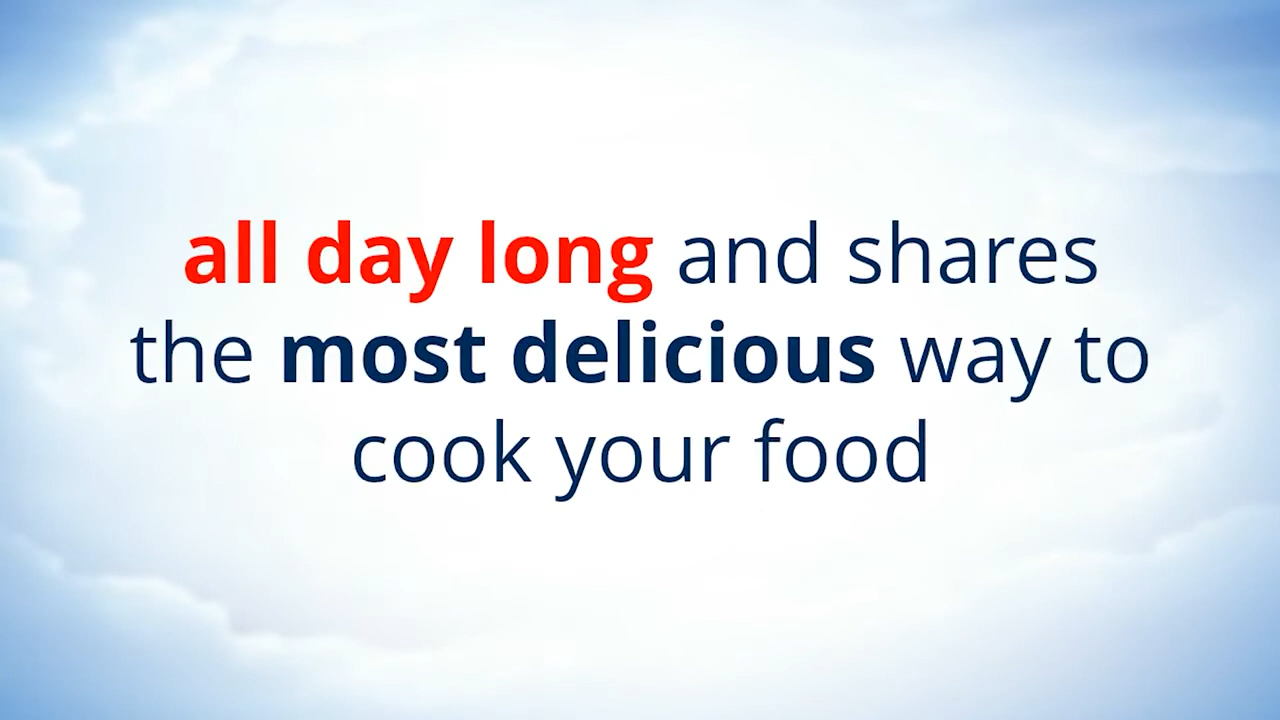 all day long and shares
the most delicious way to
cook your food